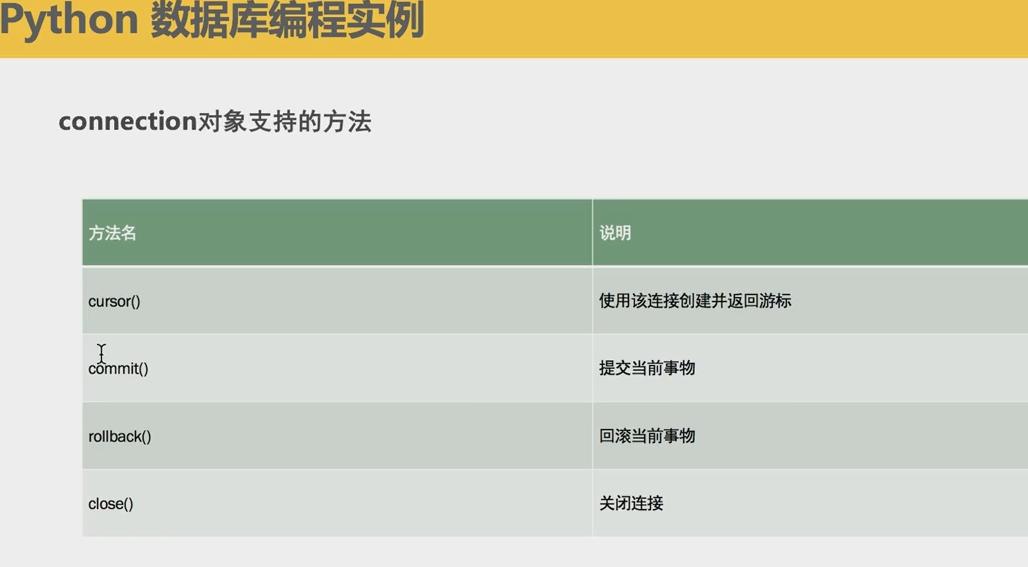 Python 数据库编程实例
connection对象支持的方法
方法名 说明
cursor() 使用该连接创建并返回游标
commit() 提交当前事物
rollback() 回滚当前事物
close() 关闭连接